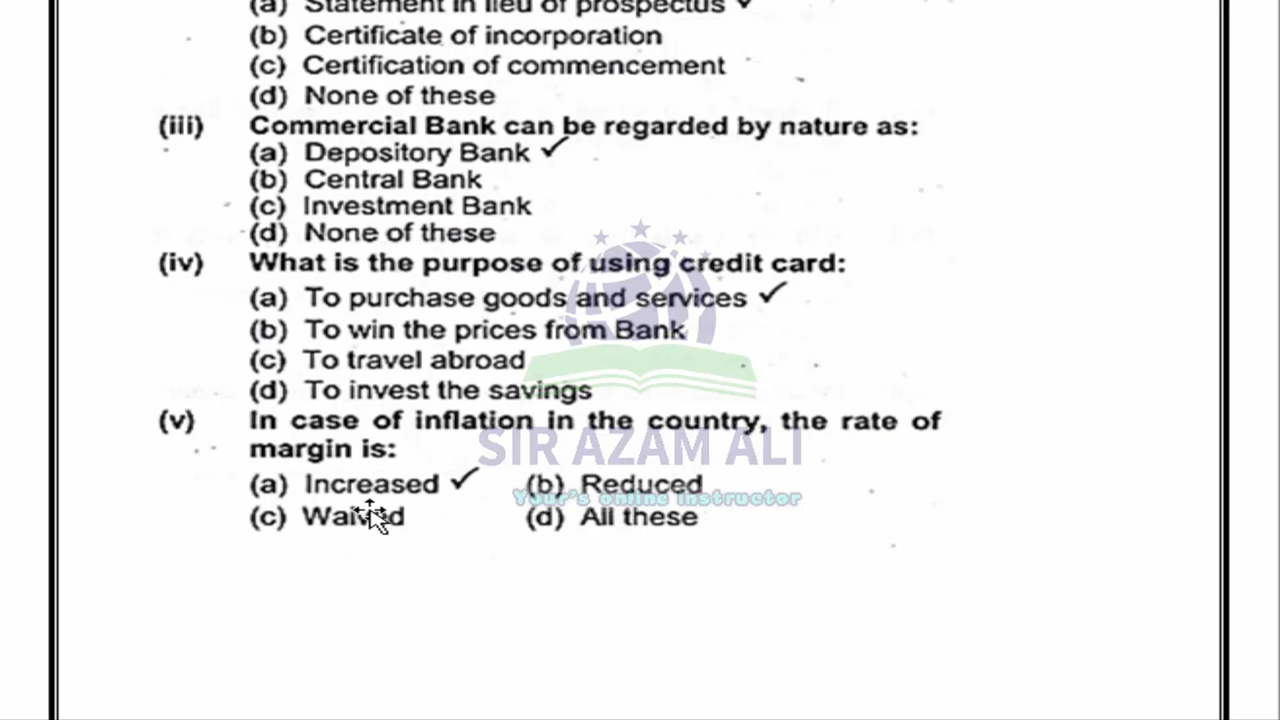 (a) Statement in lieu of prospectus ✓
(b) Certificate of incorporation
(c) Certification of commencement
(d) None of these
(iii) Commercial Bank can be regarded by nature as:
(a) Depository Bank ✓
(b) Central Bank
(c) Investment Bank
(d) None of these
(iv) What is the purpose of using credit card:
(a) To purchase goods and services ✓
(b) To win the prices from Bank
(c) To travel abroad
(d) To invest the savings
(v) In case of inflation in the country, the rate of
margin is:
SIR AZAM ALI
(a) Increased ✓ (b) Reduced
Your's online instructor
(c) Waived (d) All these